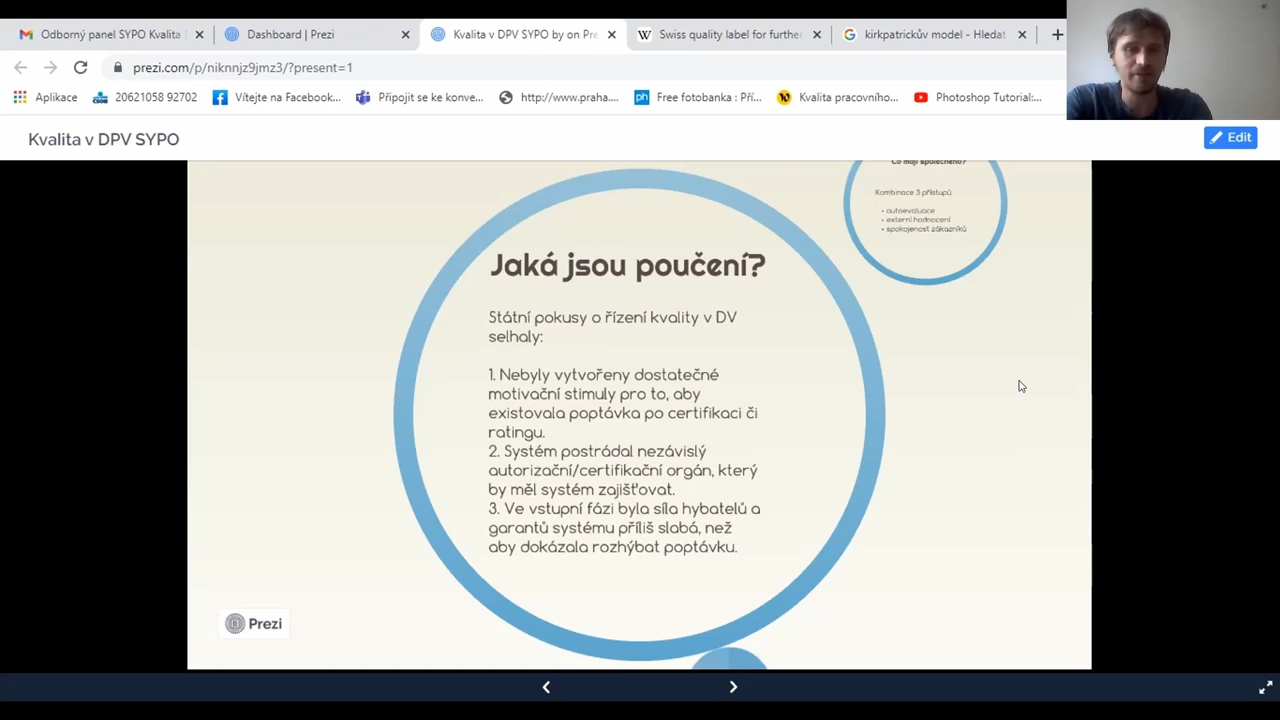 Odborný panel SYPO Kvalita
Dashboard | Prezi
Kvalita v DPV SYPO by on Pre
Swiss quality label for further
kirkpatrickův model - Hledat
prezi.com/p/niknnjz9jmz3/?present=1
Aplikace
20621058 92702
Vítejte na Facebook...
Připojit se ke konve...
http://www.praha....
Free fotobanka : Pří...
Kvalita pracovního...
Photoshop Tutorial:...
Kvalita v DPV SYPO
Edit
Co mají společného?
Kombinace 3 přístupů:
• autoevaluace
• externí hodnocení
• spokojenost zákazníků
Jaká jsou poučení?
Státní pokusy o řízení kvality v DV
selhaly:
1. Nebyly vytvořeny dostatečné
motivační stimuly pro to, aby
existovala poptávka po certifikaci či
ratingu.
2. Systém postrádal nezávislý
autorizační/certifikační orgán, který
by měl systém zajišťovat.
3. Ve vstupní fázi byla síla hybatelů a
garantů systému příliš slabá, než
aby dokázala rozhýbat poptávku.
Prezi